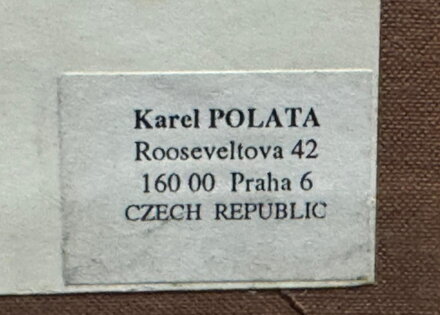 Karel POLATA
Rooseveltova 42
160 00 Praha 6
CZECH REPUBLIC